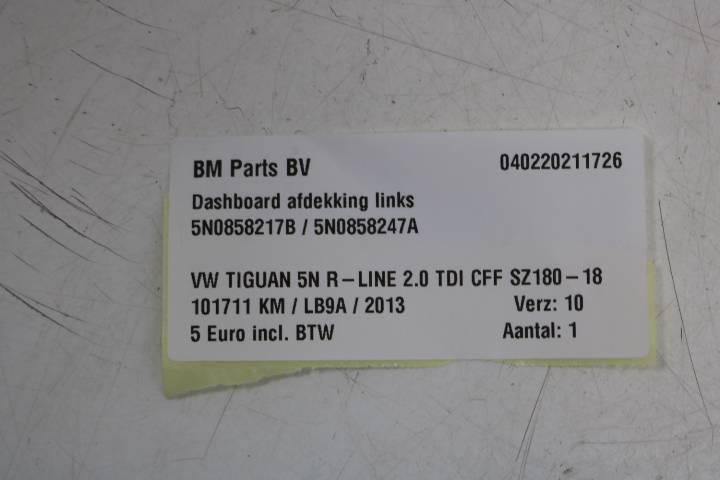 BM Parts BV 040220211726
Dashboard afdekking links
5N0858217B / 5N0858247A
VW TIGUAN 5N R-LINE 2.0 TDI CFF SZ180-18
101711 KM / LB9A / 2013 Verz: 10
5 Euro incl. BTW Aantal: 1